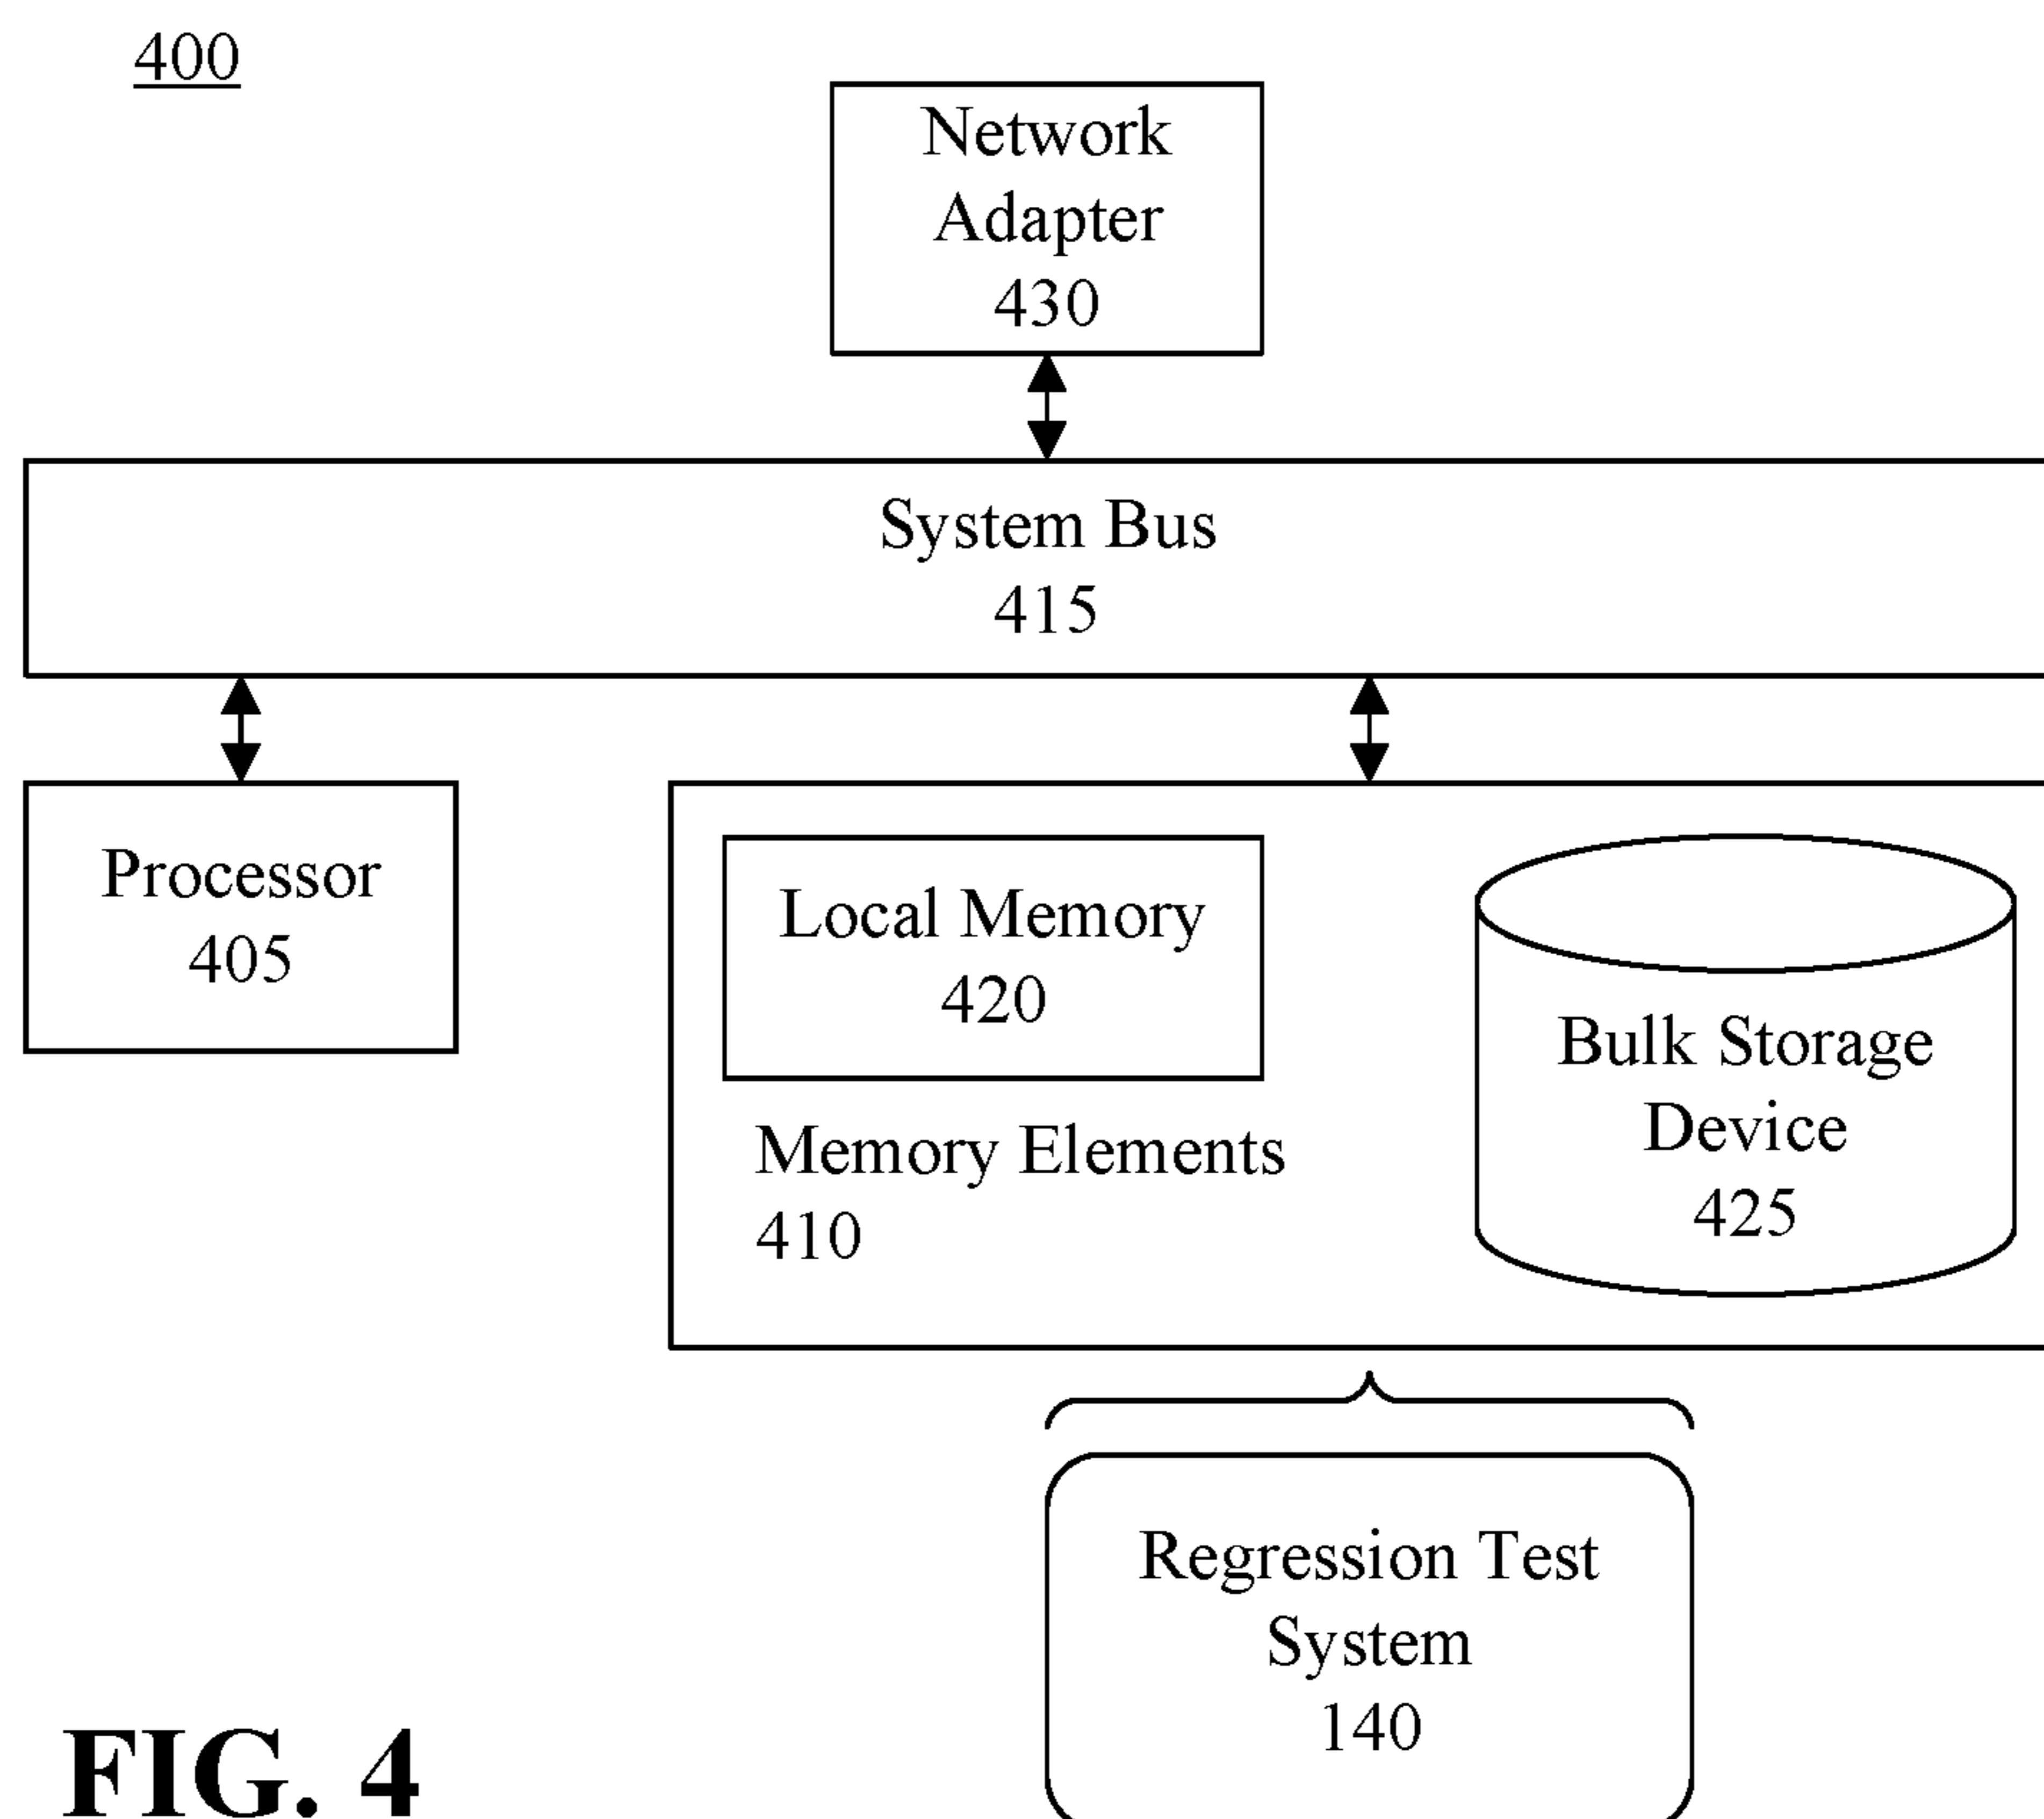 400
Network
Adapter
430
System Bus
415
Processor
405
Local Memory
420
Memory Elements
410
Bulk Storage
Device
425
Regression Test
System
140
FIG. 4